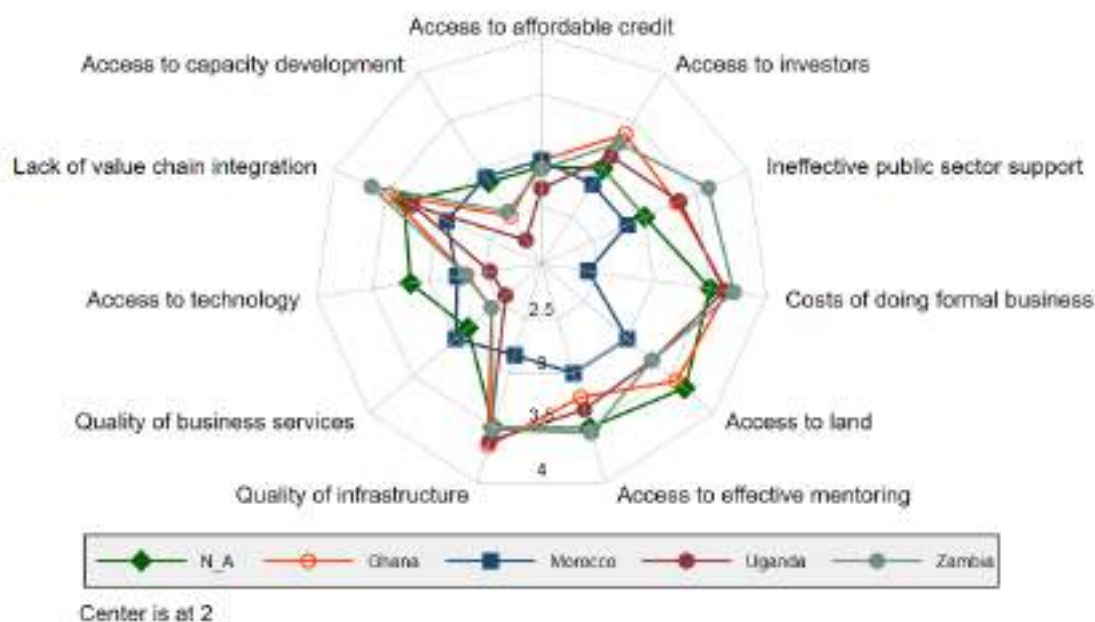 Access to affordable credit
Access to capacity development
Access to investors
Lack of value chain integration
Ineffective public sector support
Access to technology
Costs of doing formal business
2.5
3
3.5
Quality of business services
Access to land
4
Quality of infrastructure
Access to effective mentoring
N_A Ghana Morocco Uganda Zambia
Center is at 2